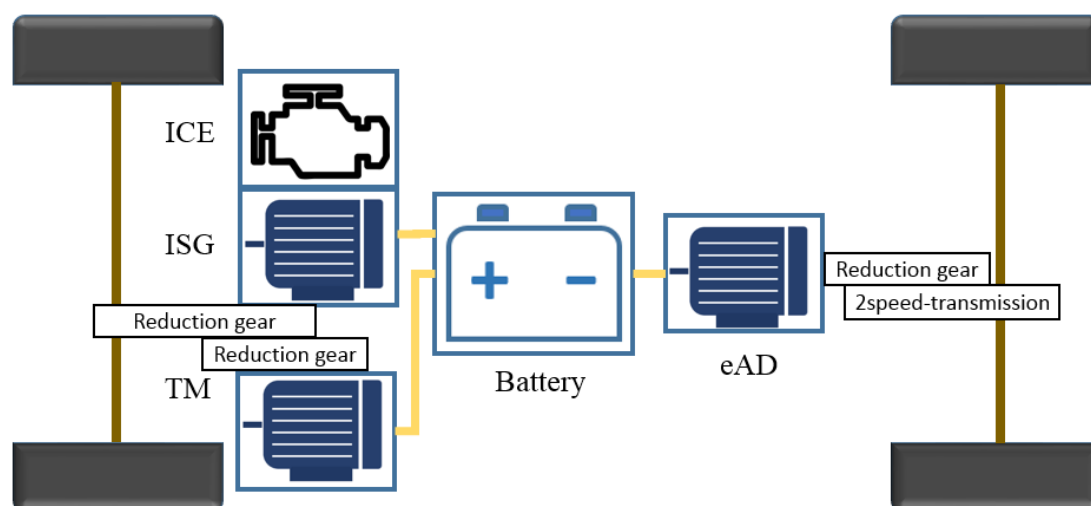 ICE
ISG
Reduction gear
Reduction gear
TM
Battery
eAD
Reduction gear
2speed-transmission